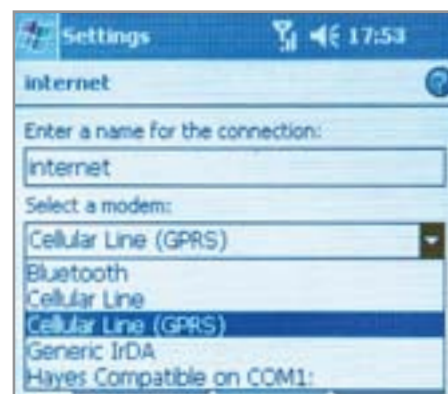 Settings 17:53
internet
Enter a name for the connection:
internet
Select a modem:
Cellular Line (GPRS)
Bluetooth
Cellular Line
Cellular Line (GPRS)
Generic IrDA
Hayes Compatible on COM1: